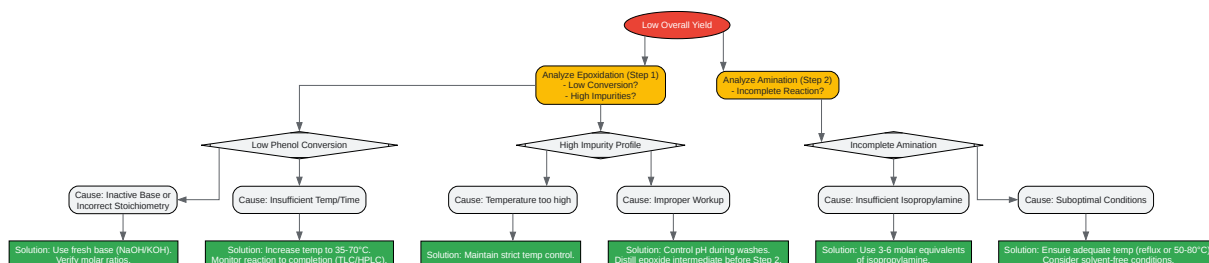 Low Overall Yield
Analyze Epoxidation (Step 1)
- Low Conversion?
- High Impurities?
Analyze Amination (Step 2)
- Incomplete Reaction?
Low Phenol Conversion
High Impurity Profile
Incomplete Amination
Cause: Inactive Base or
Incorrect Stoichiometry
Cause: Insufficient Temp/Time
Cause: Temperature too high
Cause: Improper Workup
Cause: Insufficient Isopropylamine
Cause: Suboptimal Conditions
Solution: Use fresh base (NaOH/KOH).
Verify molar ratios.
Solution: Increase temp to 35-70°C.
Monitor reaction to completion (TLC/HPLC).
Solution: Maintain strict temp control.
Solution: Control pH during washes.
Distill epoxide intermediate before Step 2.
Solution: Use 3-6 molar equivalents
of isopropylamine.
Solution: Ensure adequate temp (reflux or 50-80°C)
Consider solvent-free conditions.